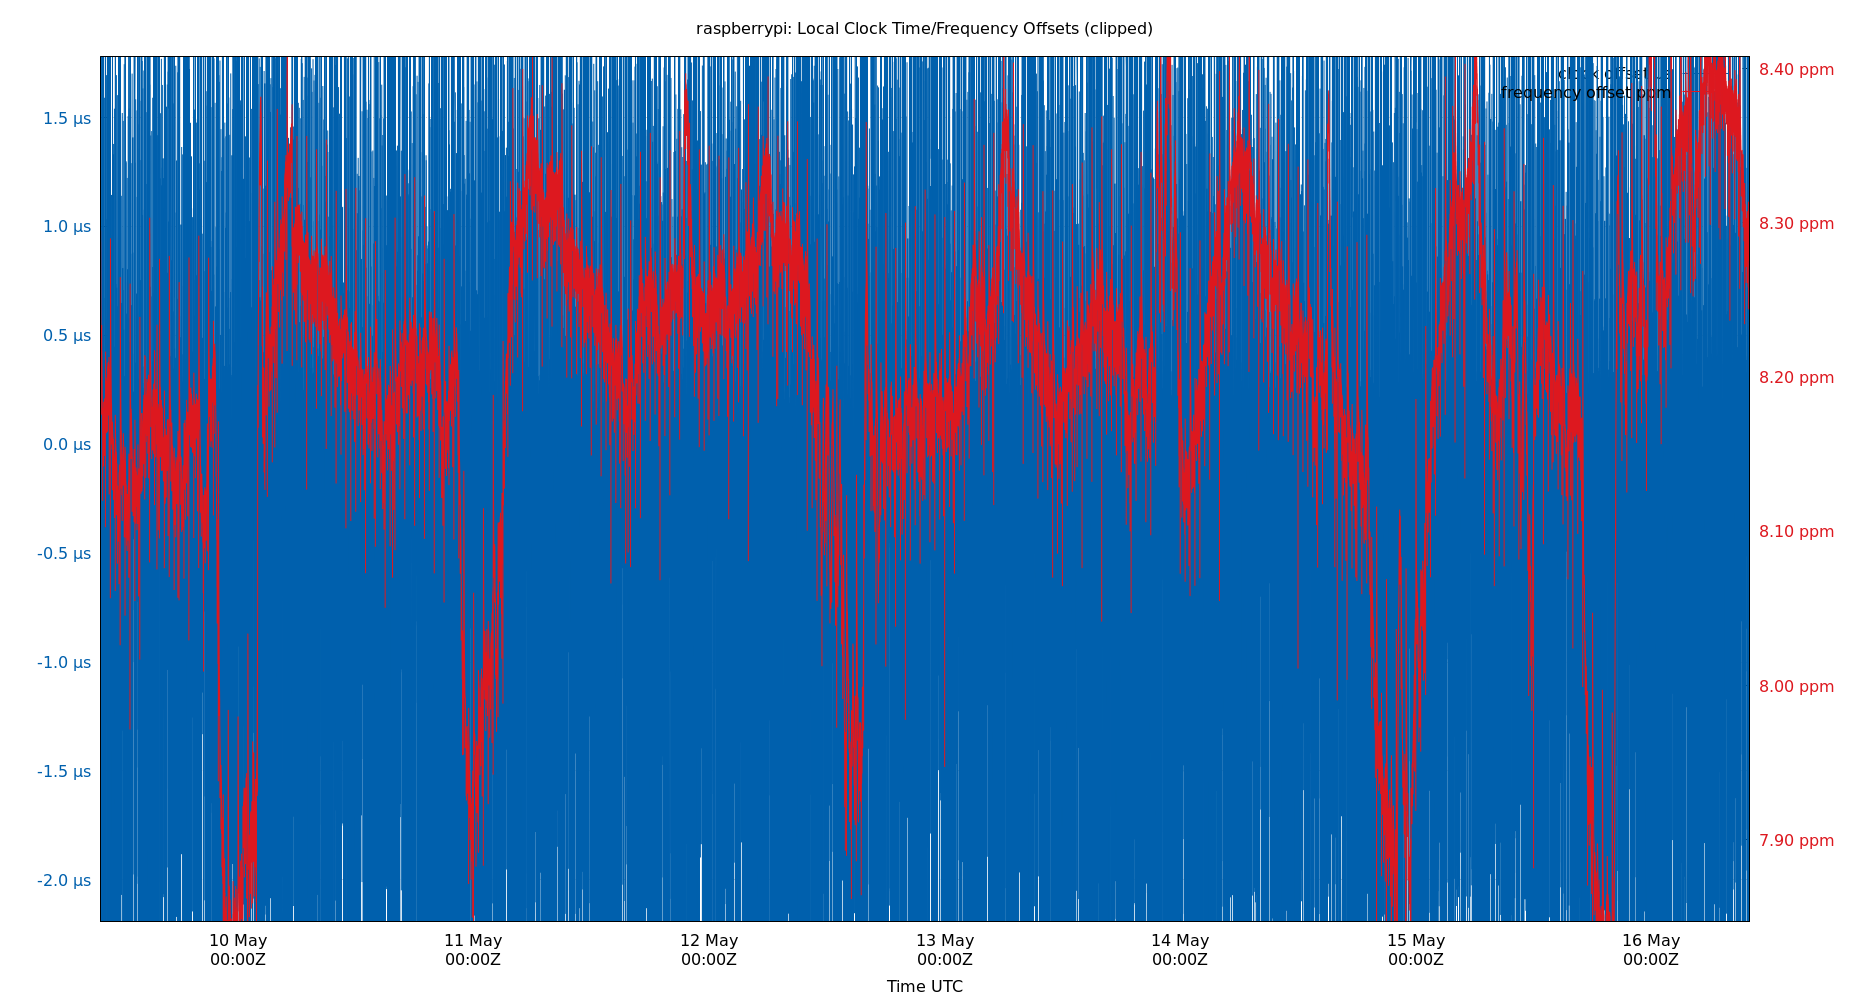 raspberrypi: Local Clock Time/Frequency Offsets (clipped)
clock offset
frequency offset ppm
1.5 µs
1.0 µs
0.5 µs
0.0 µs
-0.5 µs
-1.0 µs
-1.5 µs
-2.0 µs
8.40 ppm
8.30 ppm
8.20 ppm
8.10 ppm
8.00 ppm
7.90 ppm
10 May
00:00Z
11 May
00:00Z
12 May
00:00Z
13 May
00:00Z
14 May
00:00Z
15 May
00:00Z
16 May
00:00Z
Time UTC